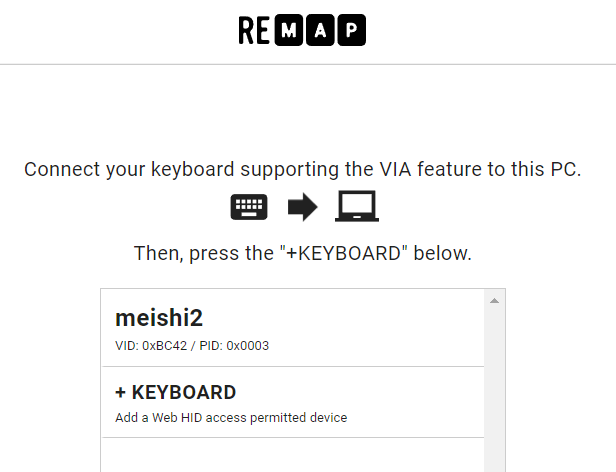 REMAP
Connect your keyboard supporting the VIA feature to this PC.
Then, press the "+KEYBOARD" below.
meishi2
VID: 0xBC42 / PID: 0x0003
+ KEYBOARD
Add a Web HID access permitted device